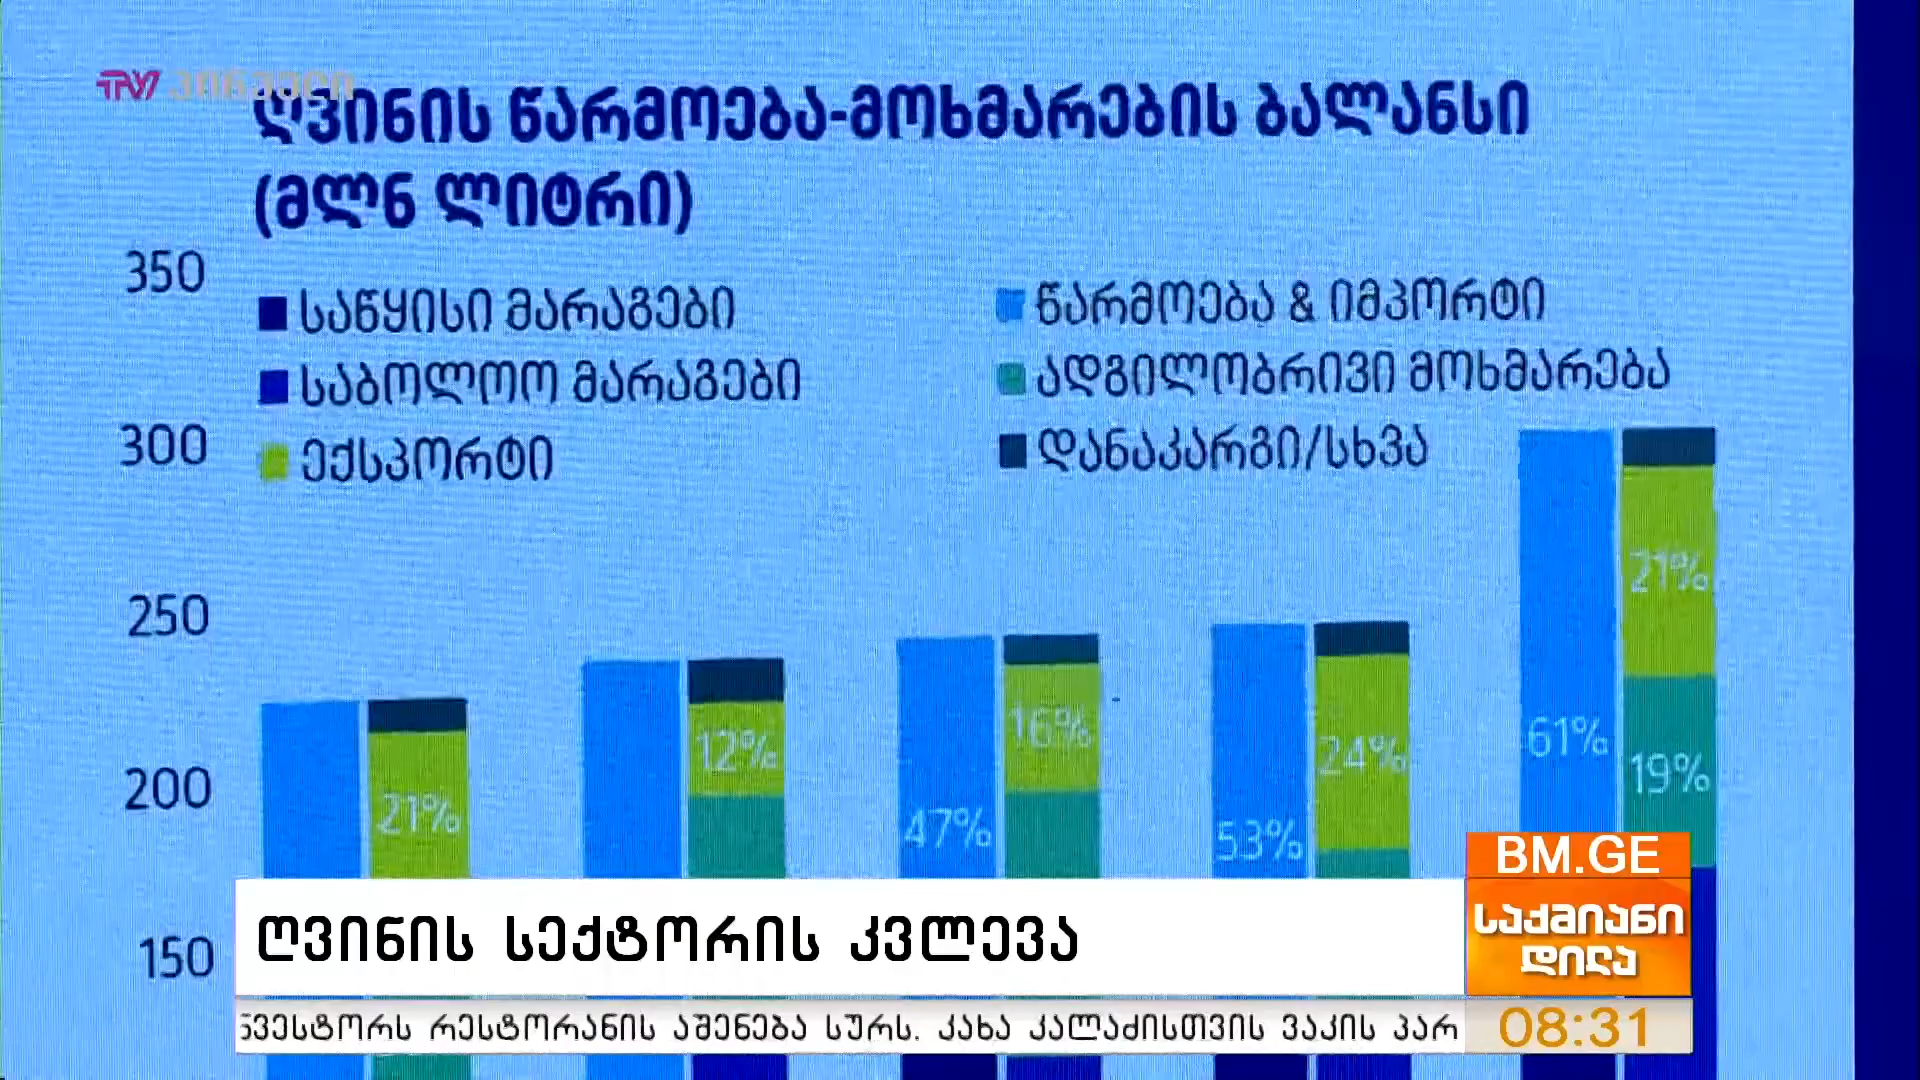 TV პირველი
ღვინის წარმოება-მოხმარების ბალანსი
(მლნ ლიტრი)
350
საწყისი მარაგები
წარმოება & იმპორტი
საბოლოო მარაგები
ადგილობრივი მოხმარება
300
ექსპორტი
დანაკარგი/სხვა
250
21%
12%
16%
24%
61%
19%
200
21%
47%
53%
BM.GE
ღვინის სექტორის კვლევა
საქმიანი
დილა
150
რესტორანის აშენება სურს. კახა კალაძისთვის ვაკის პარ
08:31